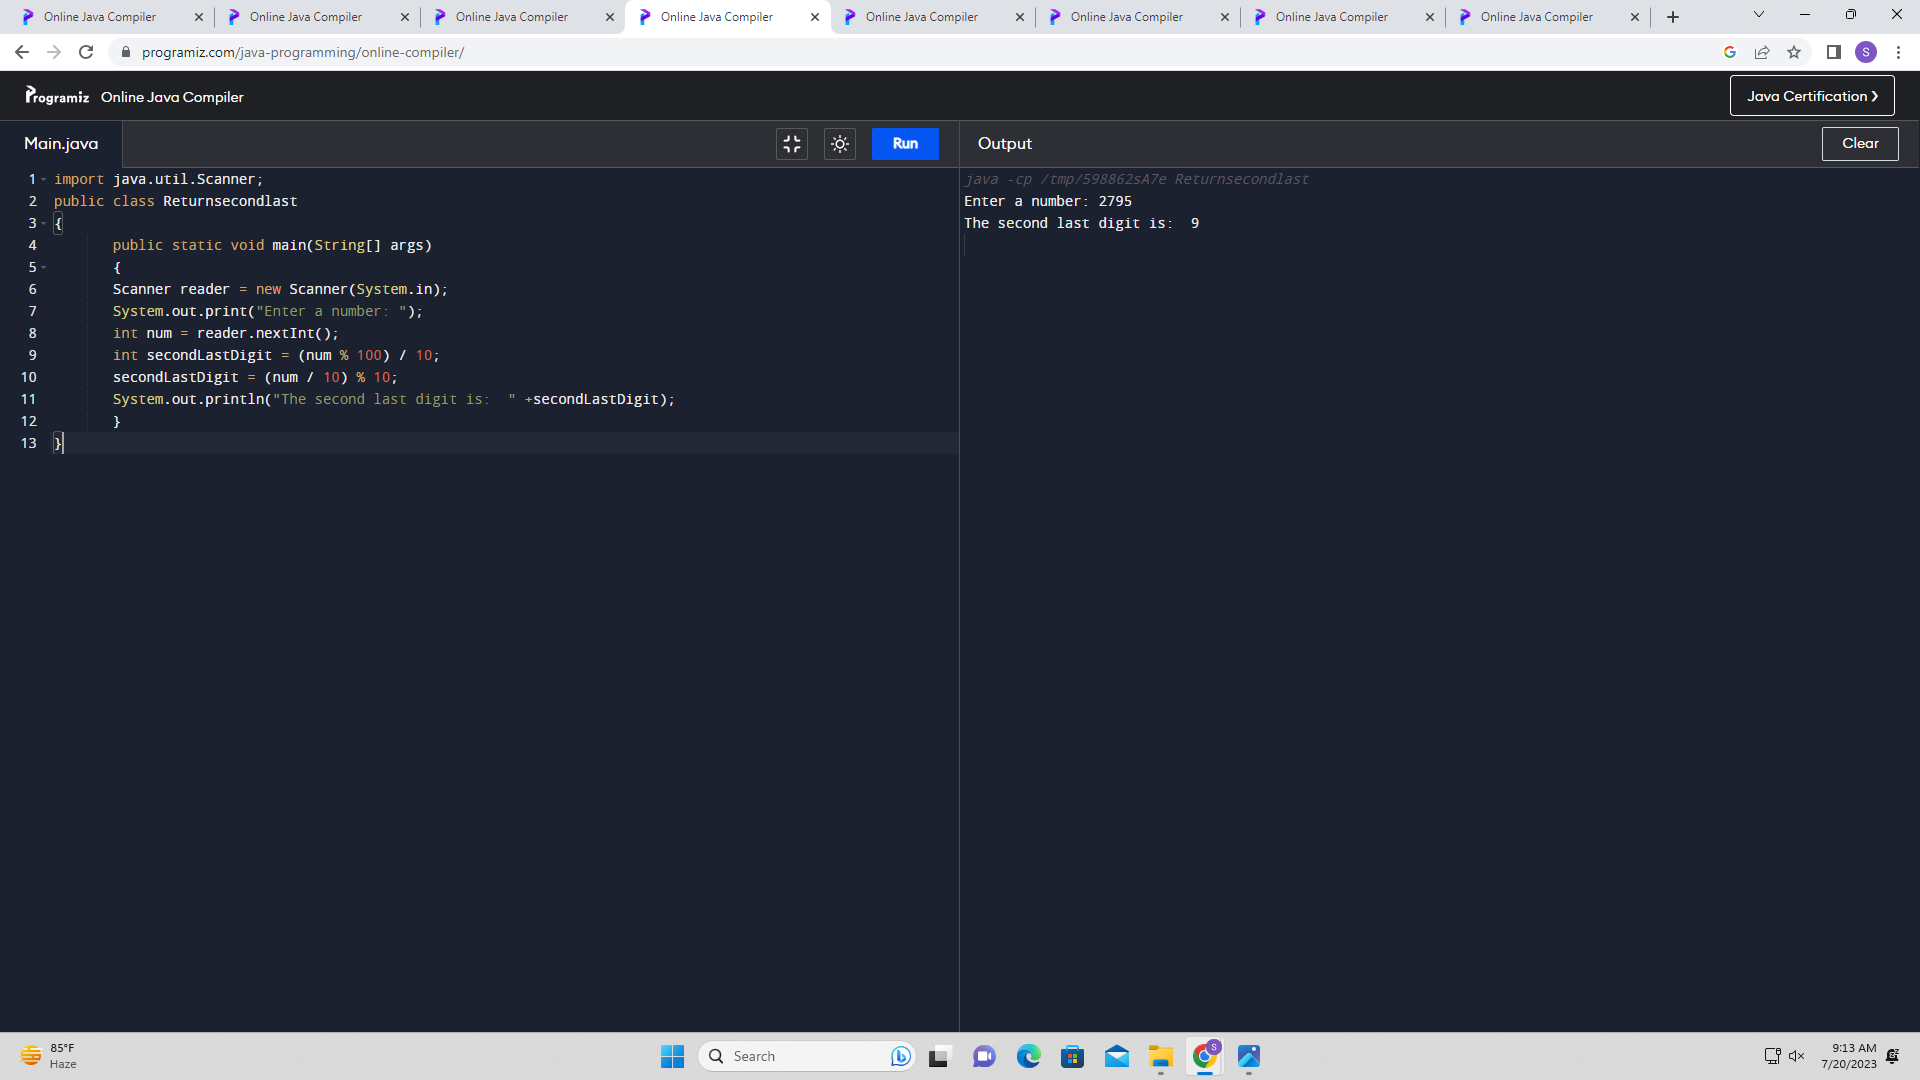 Online Java Compiler
Online Java Compiler
Online Java Compiler
Online Java Compiler
Online Java Compiler
Online Java Compiler
Online Java Compiler
Online Java Compiler
programiz.com/java-programming/online-compiler/
S
Programiz Online Java Compiler
Java Certification ❯
Main.java
Run
Output
Clear
1 import java.util.Scanner;
2 public class Returnsecondlast
3 {
4 public static void main(String[] args)
5 {
6 Scanner reader = new Scanner(System.in);
7 System.out.print("Enter a number: ");
8 int num = reader.nextInt();
9 int secondLastDigit = (num % 100) / 10;
10 secondLastDigit = (num / 10) % 10;
11 System.out.println("The second last digit is:  " +secondLastDigit);
12 }
13 }
java -cp /tmp/598862sA7e Returnsecondlast
Enter a number: 2795
The second last digit is:  9
85°F
Haze
Search
S
9:13 AM
7/20/2023